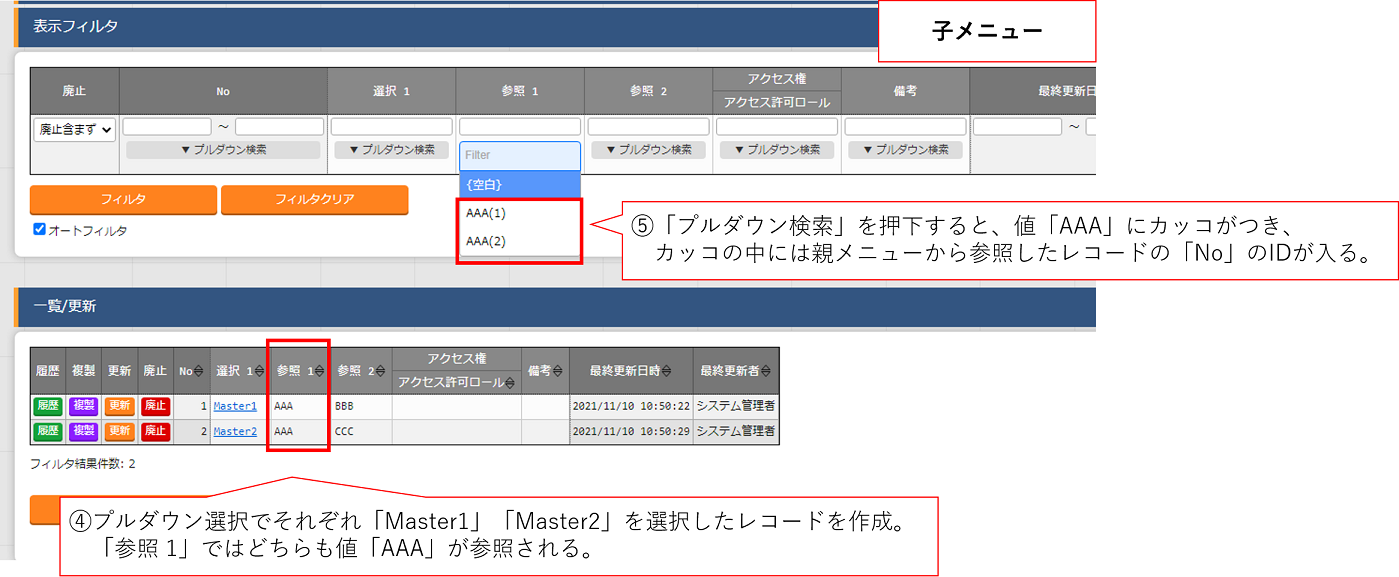 子メニュー
表示フィルタ
廃止 No 選択 1 参照 1 参照 2 アクセス権 備考 最終更新日
アクセス許可ロール
廃止含まず ～ ～
▼プルダウン検索 ▼プルダウン検索 Filter ▼プルダウン検索 ▼プルダウン検索 ▼プルダウン検索
{空白}
AAA(1)
AAA(2)
フィルタ フィルタクリア
オートフィルタ
⑤「プルダウン検索」を押下すると、値「AAA」にカッコがつき、
カッコの中には親メニューから参照したレコードの「No」のIDが入る。
一覧/更新
履歴 複製 更新 廃止 No 選択 1 参照 1 参照 2 アクセス権 備考 最終更新日時 最終更新者
アクセス許可ロール
履歴 複製 更新 廃止 1 Master1 AAA BBB 2021/11/10 10:50:22 システム管理者
履歴 複製 更新 廃止 2 Master2 AAA CCC 2021/11/10 10:50:29 システム管理者
フィルタ結果件数: 2
④プルダウン選択でそれぞれ「Master1」「Master2」を選択したレコードを作成。
「参照 1」ではどちらも値「AAA」が参照される。